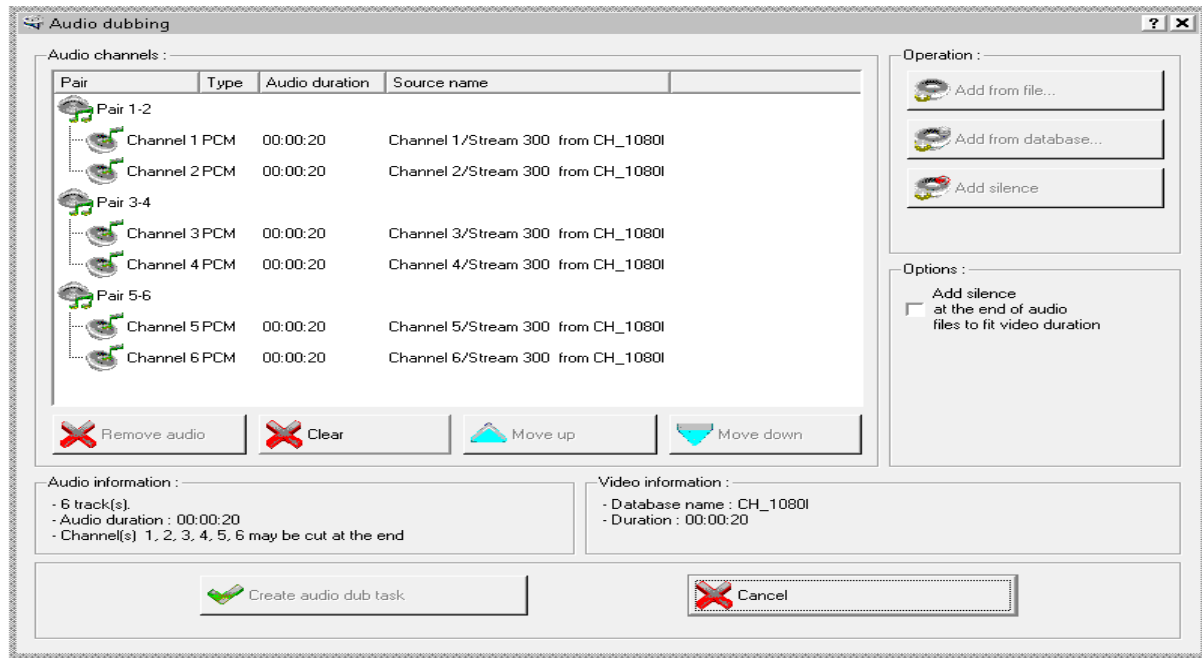 Audio dubbing
Audio channels :
Pair Type Audio duration Source name
Pair 1-2
Channel 1 PCM 00:00:20 Channel 1/Stream 300 from CH_1080I
Channel 2 PCM 00:00:20 Channel 2/Stream 300 from CH_1080I
Pair 3-4
Channel 3 PCM 00:00:20 Channel 3/Stream 300 from CH_1080I
Channel 4 PCM 00:00:20 Channel 4/Stream 300 from CH_1080I
Pair 5-6
Channel 5 PCM 00:00:20 Channel 5/Stream 300 from CH_1080I
Channel 6 PCM 00:00:20 Channel 6/Stream 300 from CH_1080I
Remove audio Clear Move up Move down
Operation :
Add from file...
Add from database...
Add silence
Options :
Add silence
at the end of audio
files to fit video duration
Audio information :
- 6 track(s).
- Audio duration : 00:00:20
- Channel(s) 1, 2, 3, 4, 5, 6 may be cut at the end
Video information :
- Database name : CH_1080I
- Duration : 00:00:20
Create audio dub task Cancel